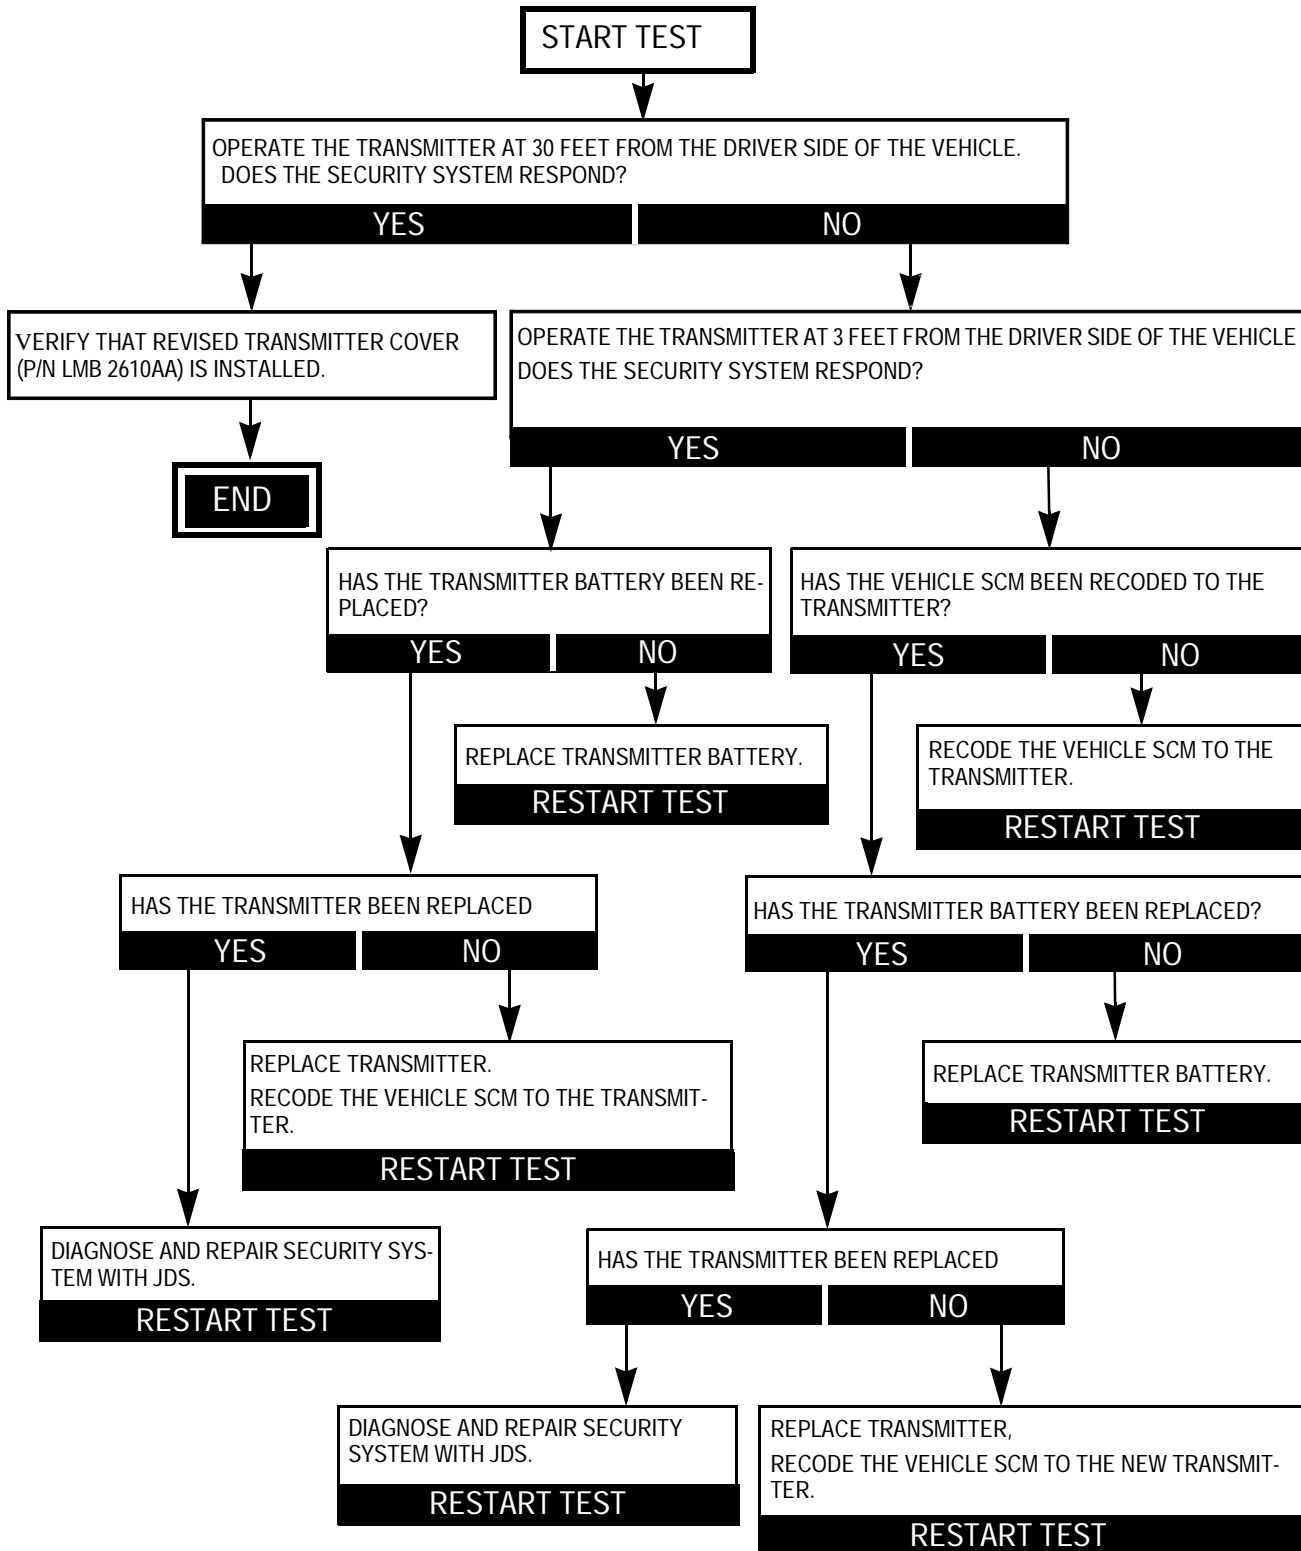 START TEST
OPERATE THE TRANSMITTER AT 30 FEET FROM THE DRIVER SIDE OF THE VEHICLE.
DOES THE SECURITY SYSTEM RESPOND?
YES
NO
VERIFY THAT REVISED TRANSMITTER COVER
(P/N LMB 2610AA) IS INSTALLED.
END
OPERATE THE TRANSMITTER AT 3 FEET FROM THE DRIVER SIDE OF THE VEHICLE
DOES THE SECURITY SYSTEM RESPOND?
YES
NO
HAS THE TRANSMITTER BATTERY BEEN RE-
PLACED?
YES
NO
HAS THE VEHICLE SCM BEEN RECODED TO THE
TRANSMITTER?
YES
NO
REPLACE TRANSMITTER BATTERY.
RESTART TEST
RECODE THE VEHICLE SCM TO THE
TRANSMITTER.
RESTART TEST
HAS THE TRANSMITTER BEEN REPLACED
YES
NO
HAS THE TRANSMITTER BATTERY BEEN REPLACED?
YES
NO
REPLACE TRANSMITTER.
RECODE THE VEHICLE SCM TO THE TRANSMIT-
TER.
RESTART TEST
REPLACE TRANSMITTER BATTERY.
RESTART TEST
DIAGNOSE AND REPAIR SECURITY SYS-
TEM WITH JDS.
RESTART TEST
HAS THE TRANSMITTER BEEN REPLACED
YES
NO
DIAGNOSE AND REPAIR SECURITY
SYSTEM WITH JDS.
RESTART TEST
REPLACE TRANSMITTER,
RECODE THE VEHICLE SCM TO THE NEW TRANSMIT-
TER.
RESTART TEST